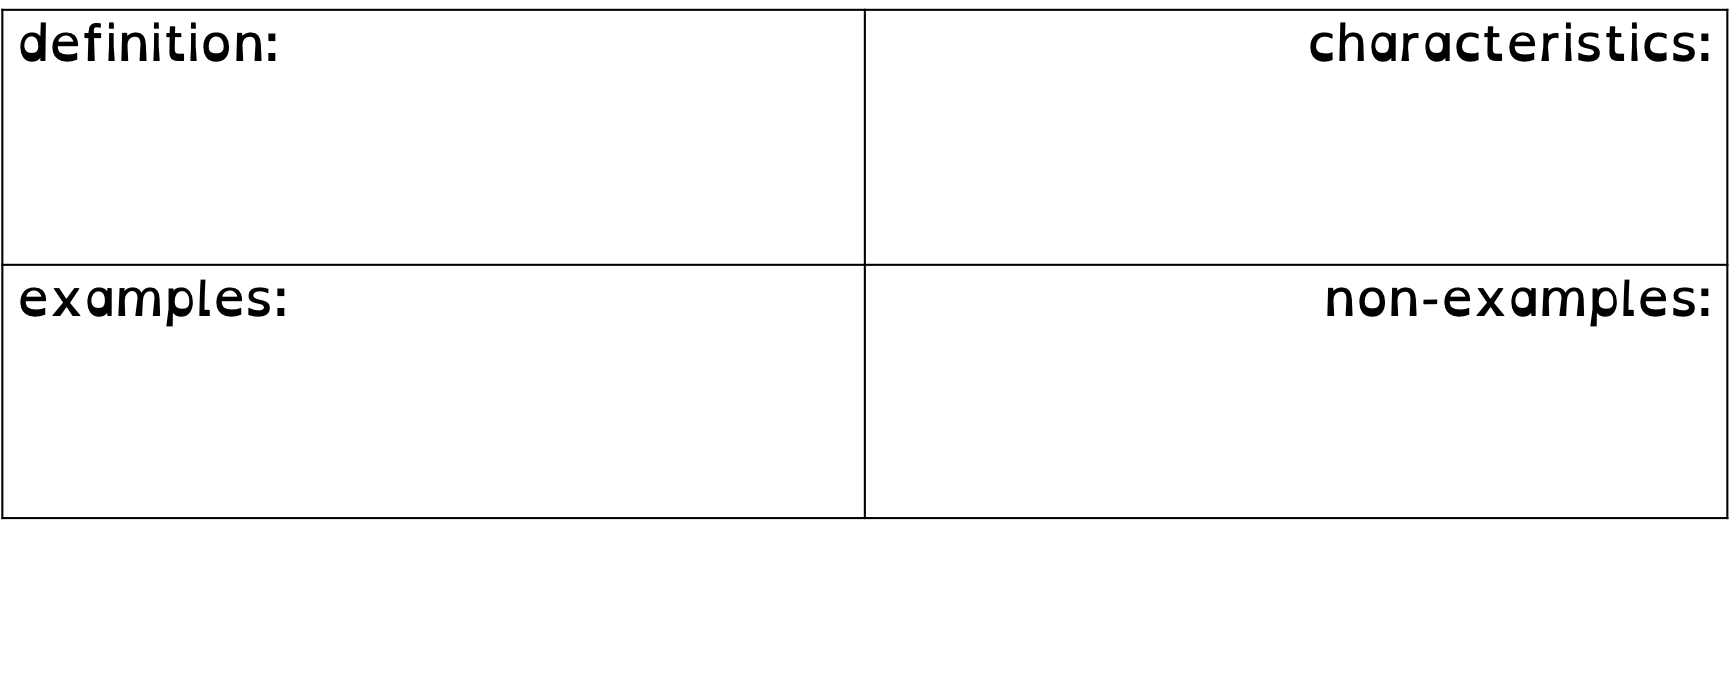 definition:
characteristics:
examples:
non-examples: